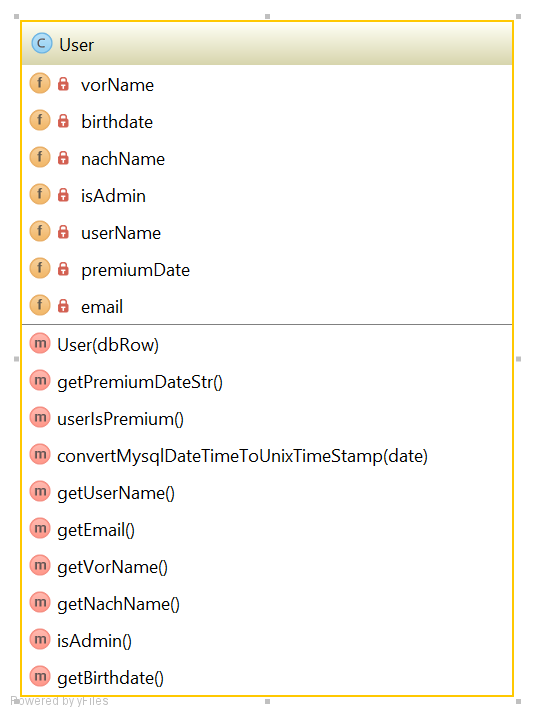 C User
f vorName
f birthdate
f nachName
f isAdmin
f userName
f premiumDate
f email
m User(dbRow)
m getPremiumDateStr()
m userIsPremium()
m convertMysqlDateTimeToUnixTimeStamp(date)
m getUserName()
m getEmail()
m getVorName()
m getNachName()
m isAdmin()
m getBirthdate()
Powered by yFiles